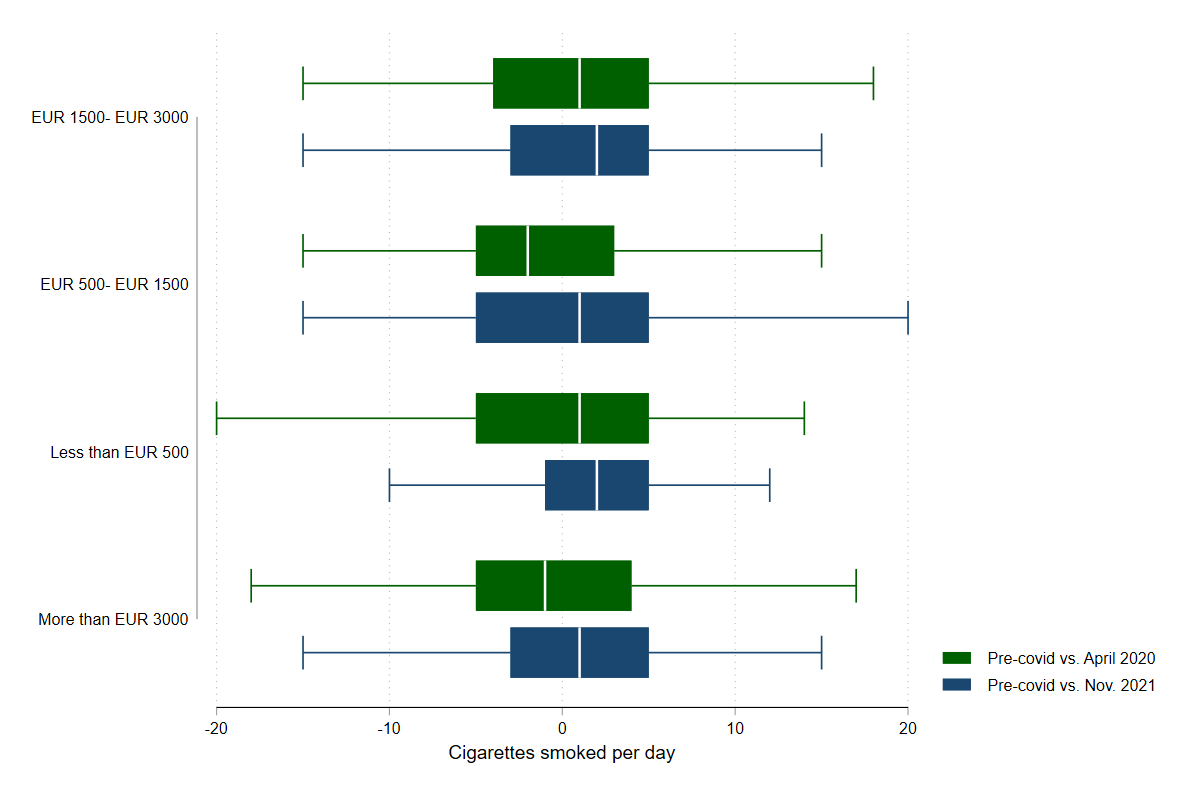 EUR 1500- EUR 3000
EUR 500- EUR 1500
Less than EUR 500
More than EUR 3000
Pre-covid vs. April 2020
Pre-covid vs. Nov. 2021
-20 -10 0 10 20
Cigarettes smoked per day